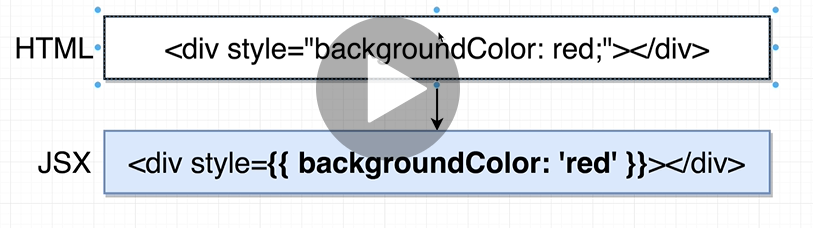 HTML <div style="backgroundColor: red;"></div>
JSX <div style={{ backgroundColor: 'red' }}></div>